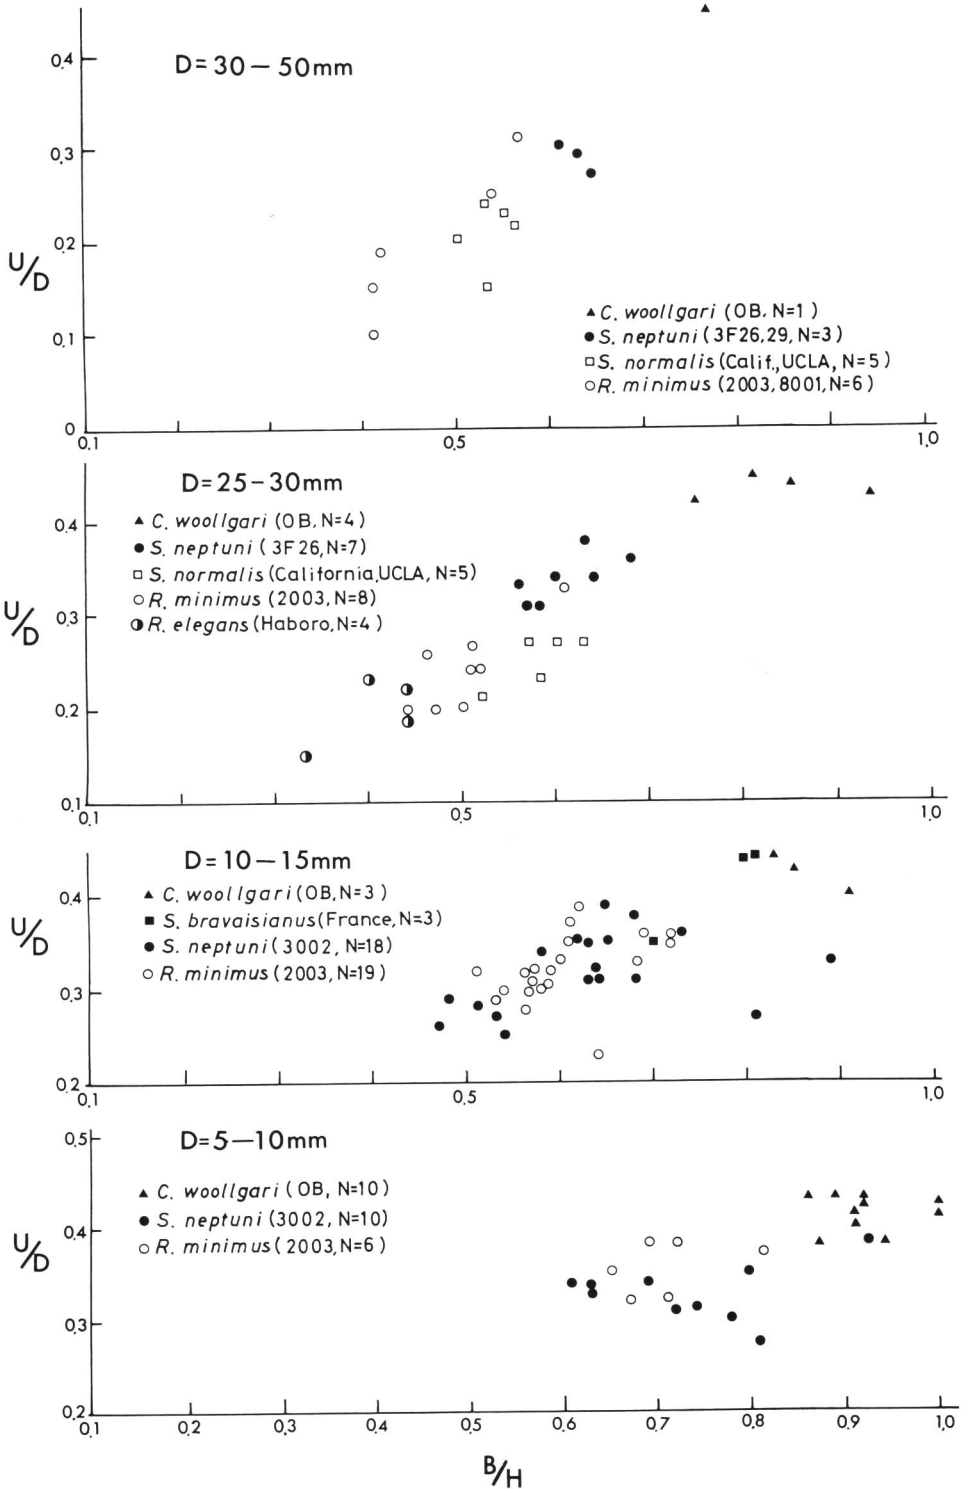 D=30–50mm
0.4
0.3
0.2
0.1
0
U/D
▲ C. woollgari (OB, N=1)
● S. neptuni (3F26,29, N=3)
□ S. normalis (Calif., UCLA, N=5)
○ R. minimus (2003, 8001, N=6)
0.1 0.5 1.0
D=25–30mm
▲ C. woollgari (OB, N=4)
● S. neptuni (3F26, N=7)
□ S. normalis (California, UCLA, N=5)
○ R. minimus (2003, N=8)
◑ R. elegans (Haboro, N=4)
0.4
0.3
0.2
0.1
U/D
0.1 0.5 1.0
D=10–15mm
▲ C. woollgari (OB, N=3)
■ S. bravaisianus (France, N=3)
● S. neptuni (3002, N=18)
○ R. minimus (2003, N=19)
0.4
0.3
0.2
U/D
0.1 0.5 1.0
D=5–10mm
▲ C. woollgari (OB, N=10)
● S. neptuni (3002, N=10)
○ R. minimus (2003, N=6)
0.5
0.4
0.3
0.2
U/D
0.1 0.2 0.3 0.4 0.5 0.6 0.7 0.8 0.9 1.0
B/H